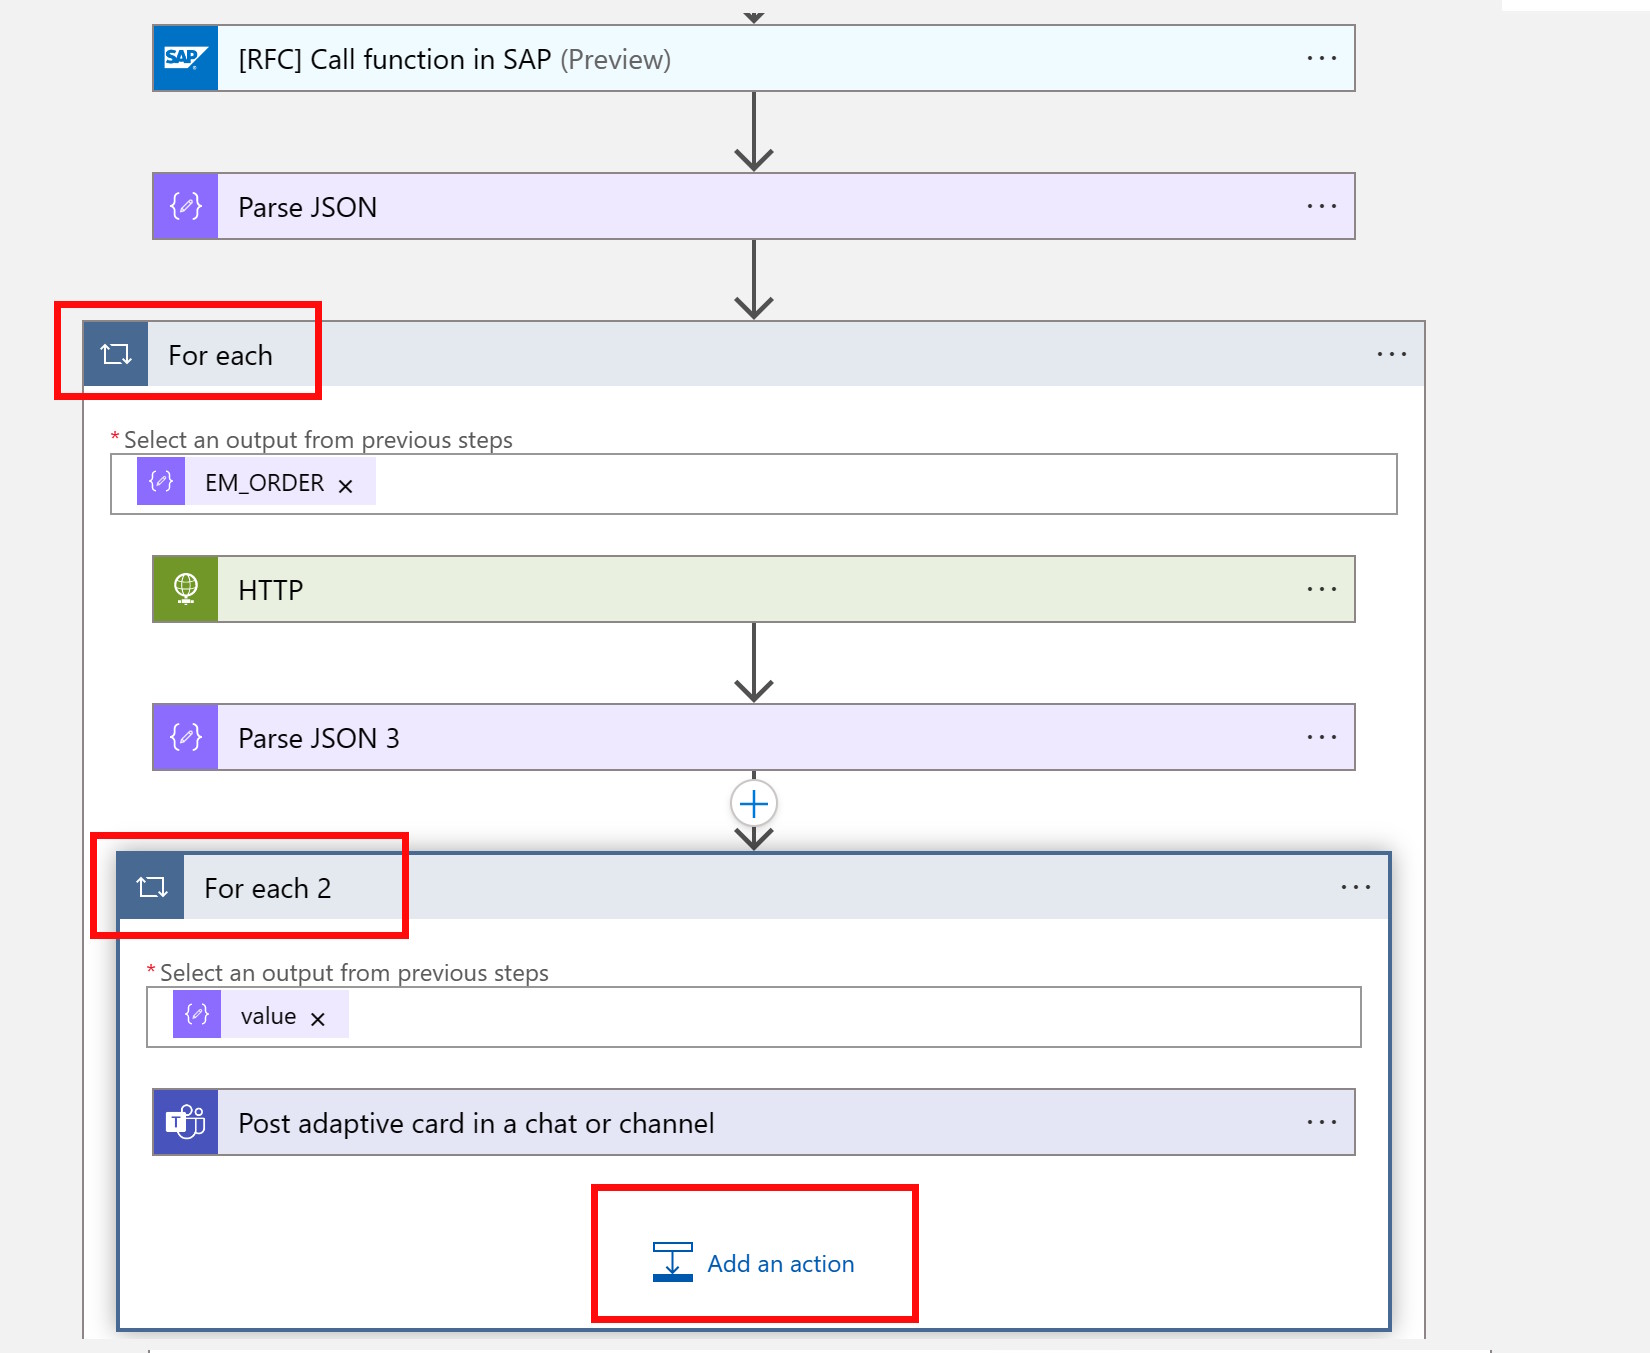 SAP [RFC] Call function in SAP (Preview)
Parse JSON
For each
* Select an output from previous steps
EM_ORDER ×
HTTP
Parse JSON 3
For each 2
* Select an output from previous steps
value ×
T Post adaptive card in a chat or channel
Add an action